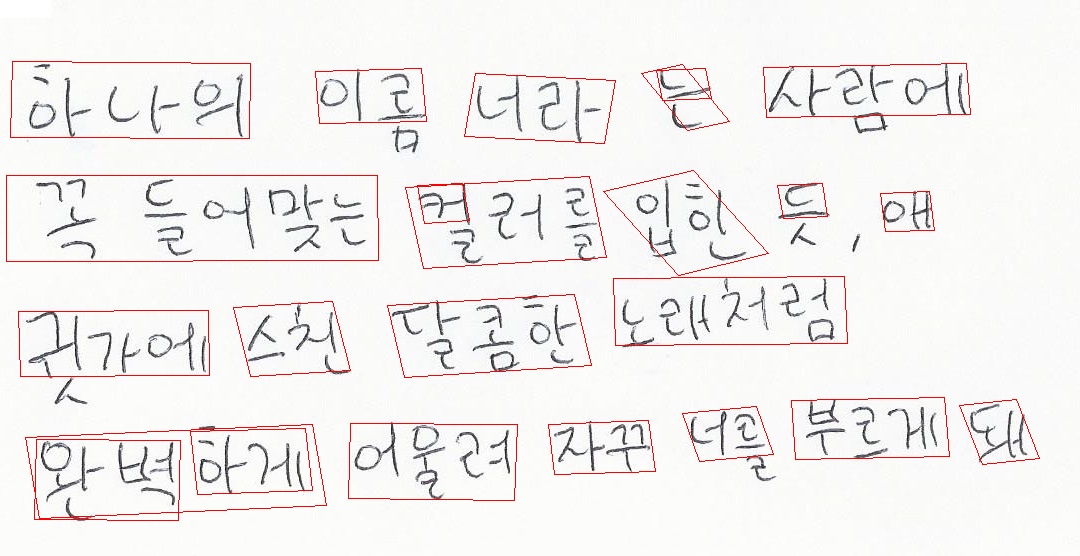 하나의 이름 너라는 사람에
꼭 들어맞는 컬러를 입힌 듯, 애
귓가에 스친 달콤한 노래처럼
완벽하게 어울려 자꾸 너를 부르게 돼